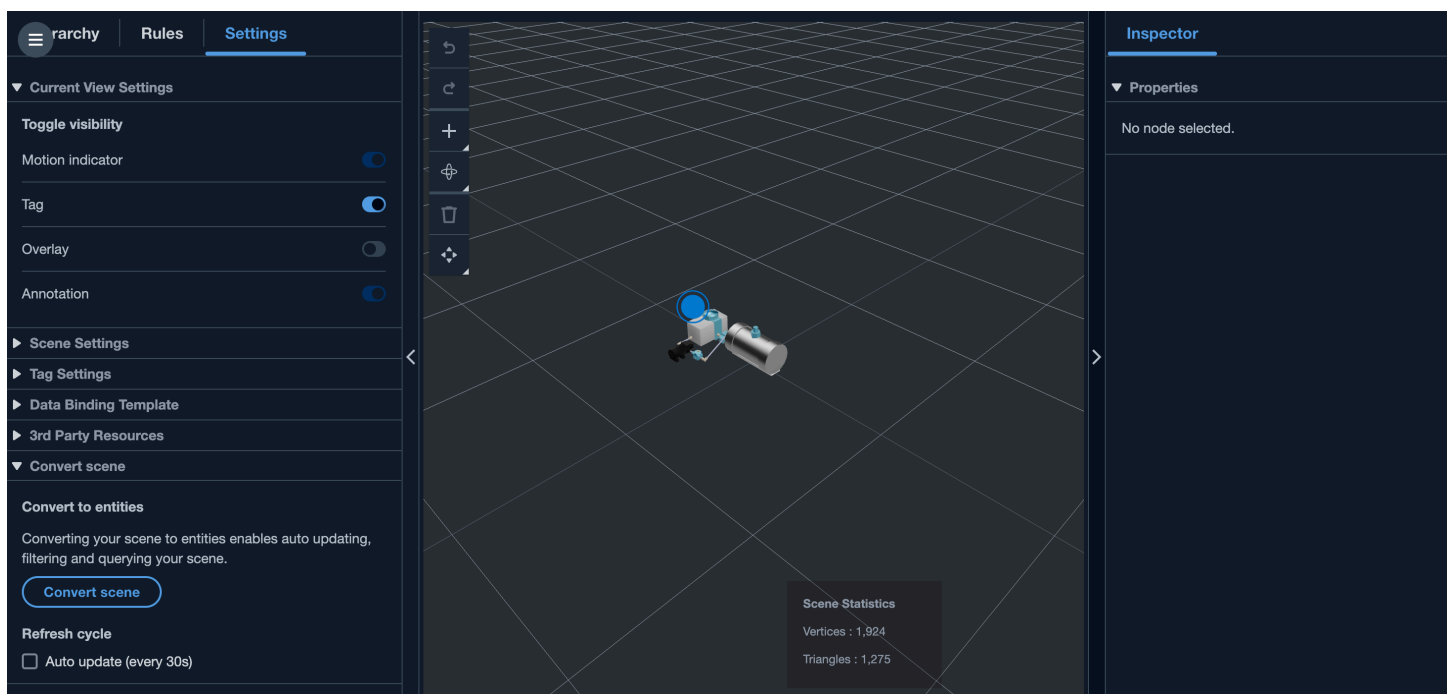 rarchy
Rules
Settings
Current View Settings
Toggle visibility
Motion indicator
Tag
Overlay
Annotation
Scene Settings
Tag Settings
Data Binding Template
3rd Party Resources
Convert scene
Convert to entities
Converting your scene to entities enables auto updating,
filtering and querying your scene.
Convert scene
Refresh cycle
Auto update (every 30s)
Scene Statistics
Vertices : 1,924
Triangles : 1,275
Inspector
Properties
No node selected.